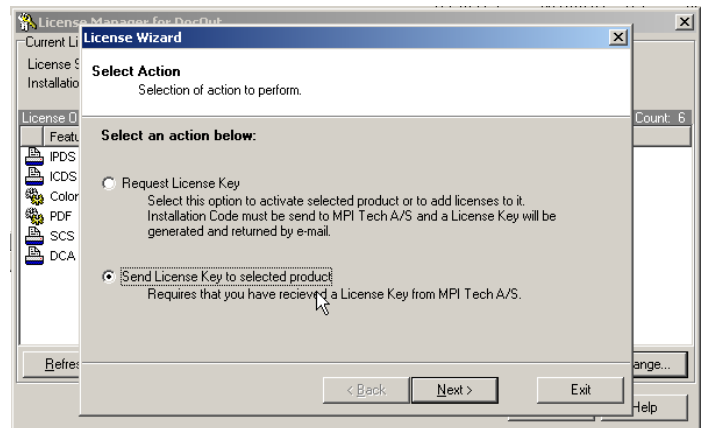 License Manager for DocOut
License Wizard
Current Li
License S
Installatio
Select Action
Selection of action to perform.
License O
Count: 6
Featu
IPDS
ICDS
Color
PDF
SCS
DCA
Select an action below:
Request License Key
Select this option to activate selected product or to add licenses to it.
Installation Code must be send to MPI Tech A/S and a License Key will be
generated and returned by e-mail.
Send License Key to selected product
Requires that you have recieved a License Key from MPI Tech A/S.
Refres
ange...
< Back
Next >
Exit
Help